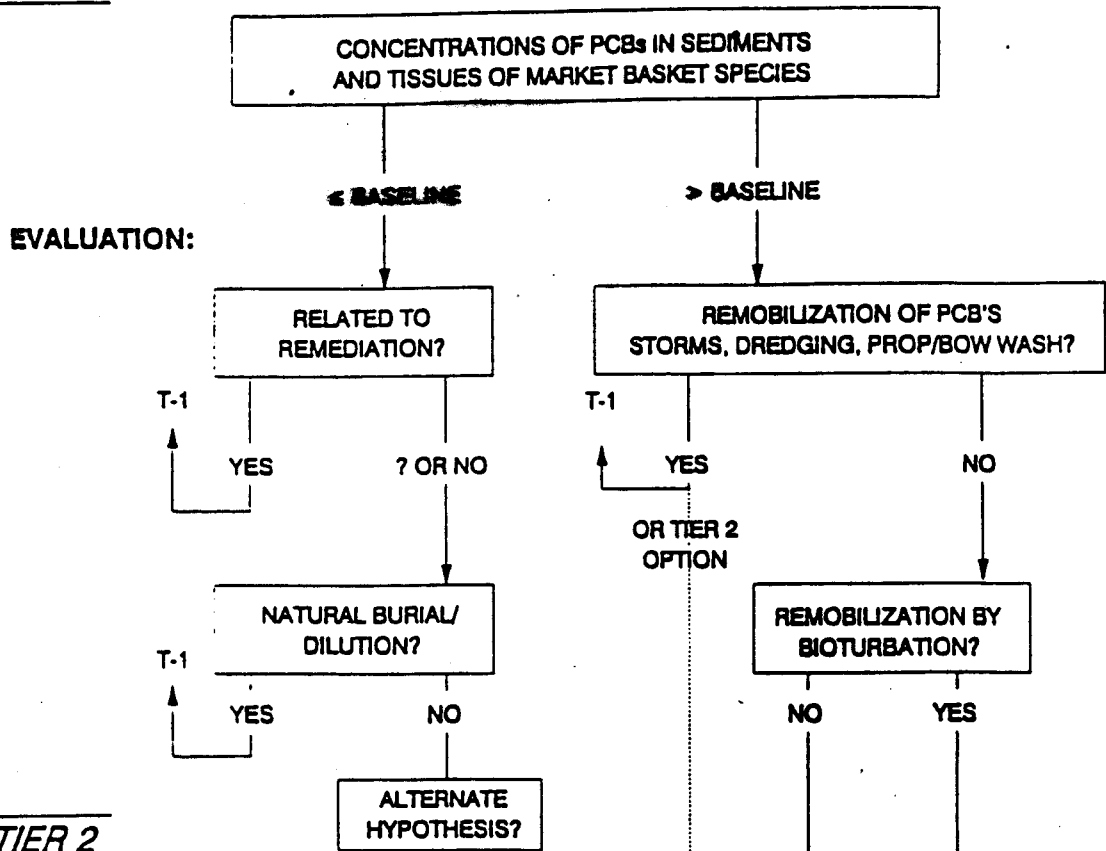 CONCENTRATIONS OF PCBs IN SEDIMENTS
AND TISSUES OF MARKET BASKET SPECIES
≤ BASELINE
> BASELINE
EVALUATION:
RELATED TO
REMEDIATION?
REMOBILIZATION OF PCB'S
STORMS, DREDGING, PROP/BOW WASH?
T-1
YES
? OR NO
T-1
YES
NO
OR TIER 2
OPTION
NATURAL BURIAL/
DILUTION?
REMOBILIZATION BY
BIOTURBATION?
T-1
YES
NO
NO
YES
ALTERNATE
HYPOTHESIS?
TIER 2